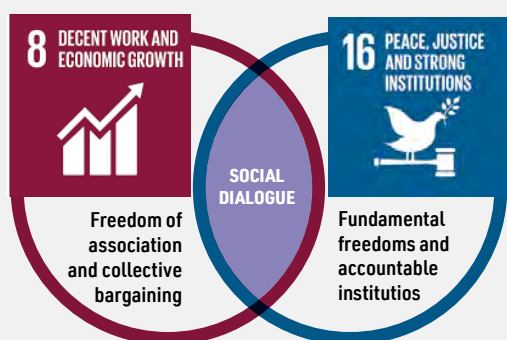 8 DECENT WORK AND
ECONOMIC GROWTH
16 PEACE, JUSTICE
AND STRONG
INSTITUTIONS
SOCIAL
DIALOGUE
Freedom of
association
and collective
bargaining
Fundamental
freedoms and
accountable
institutios